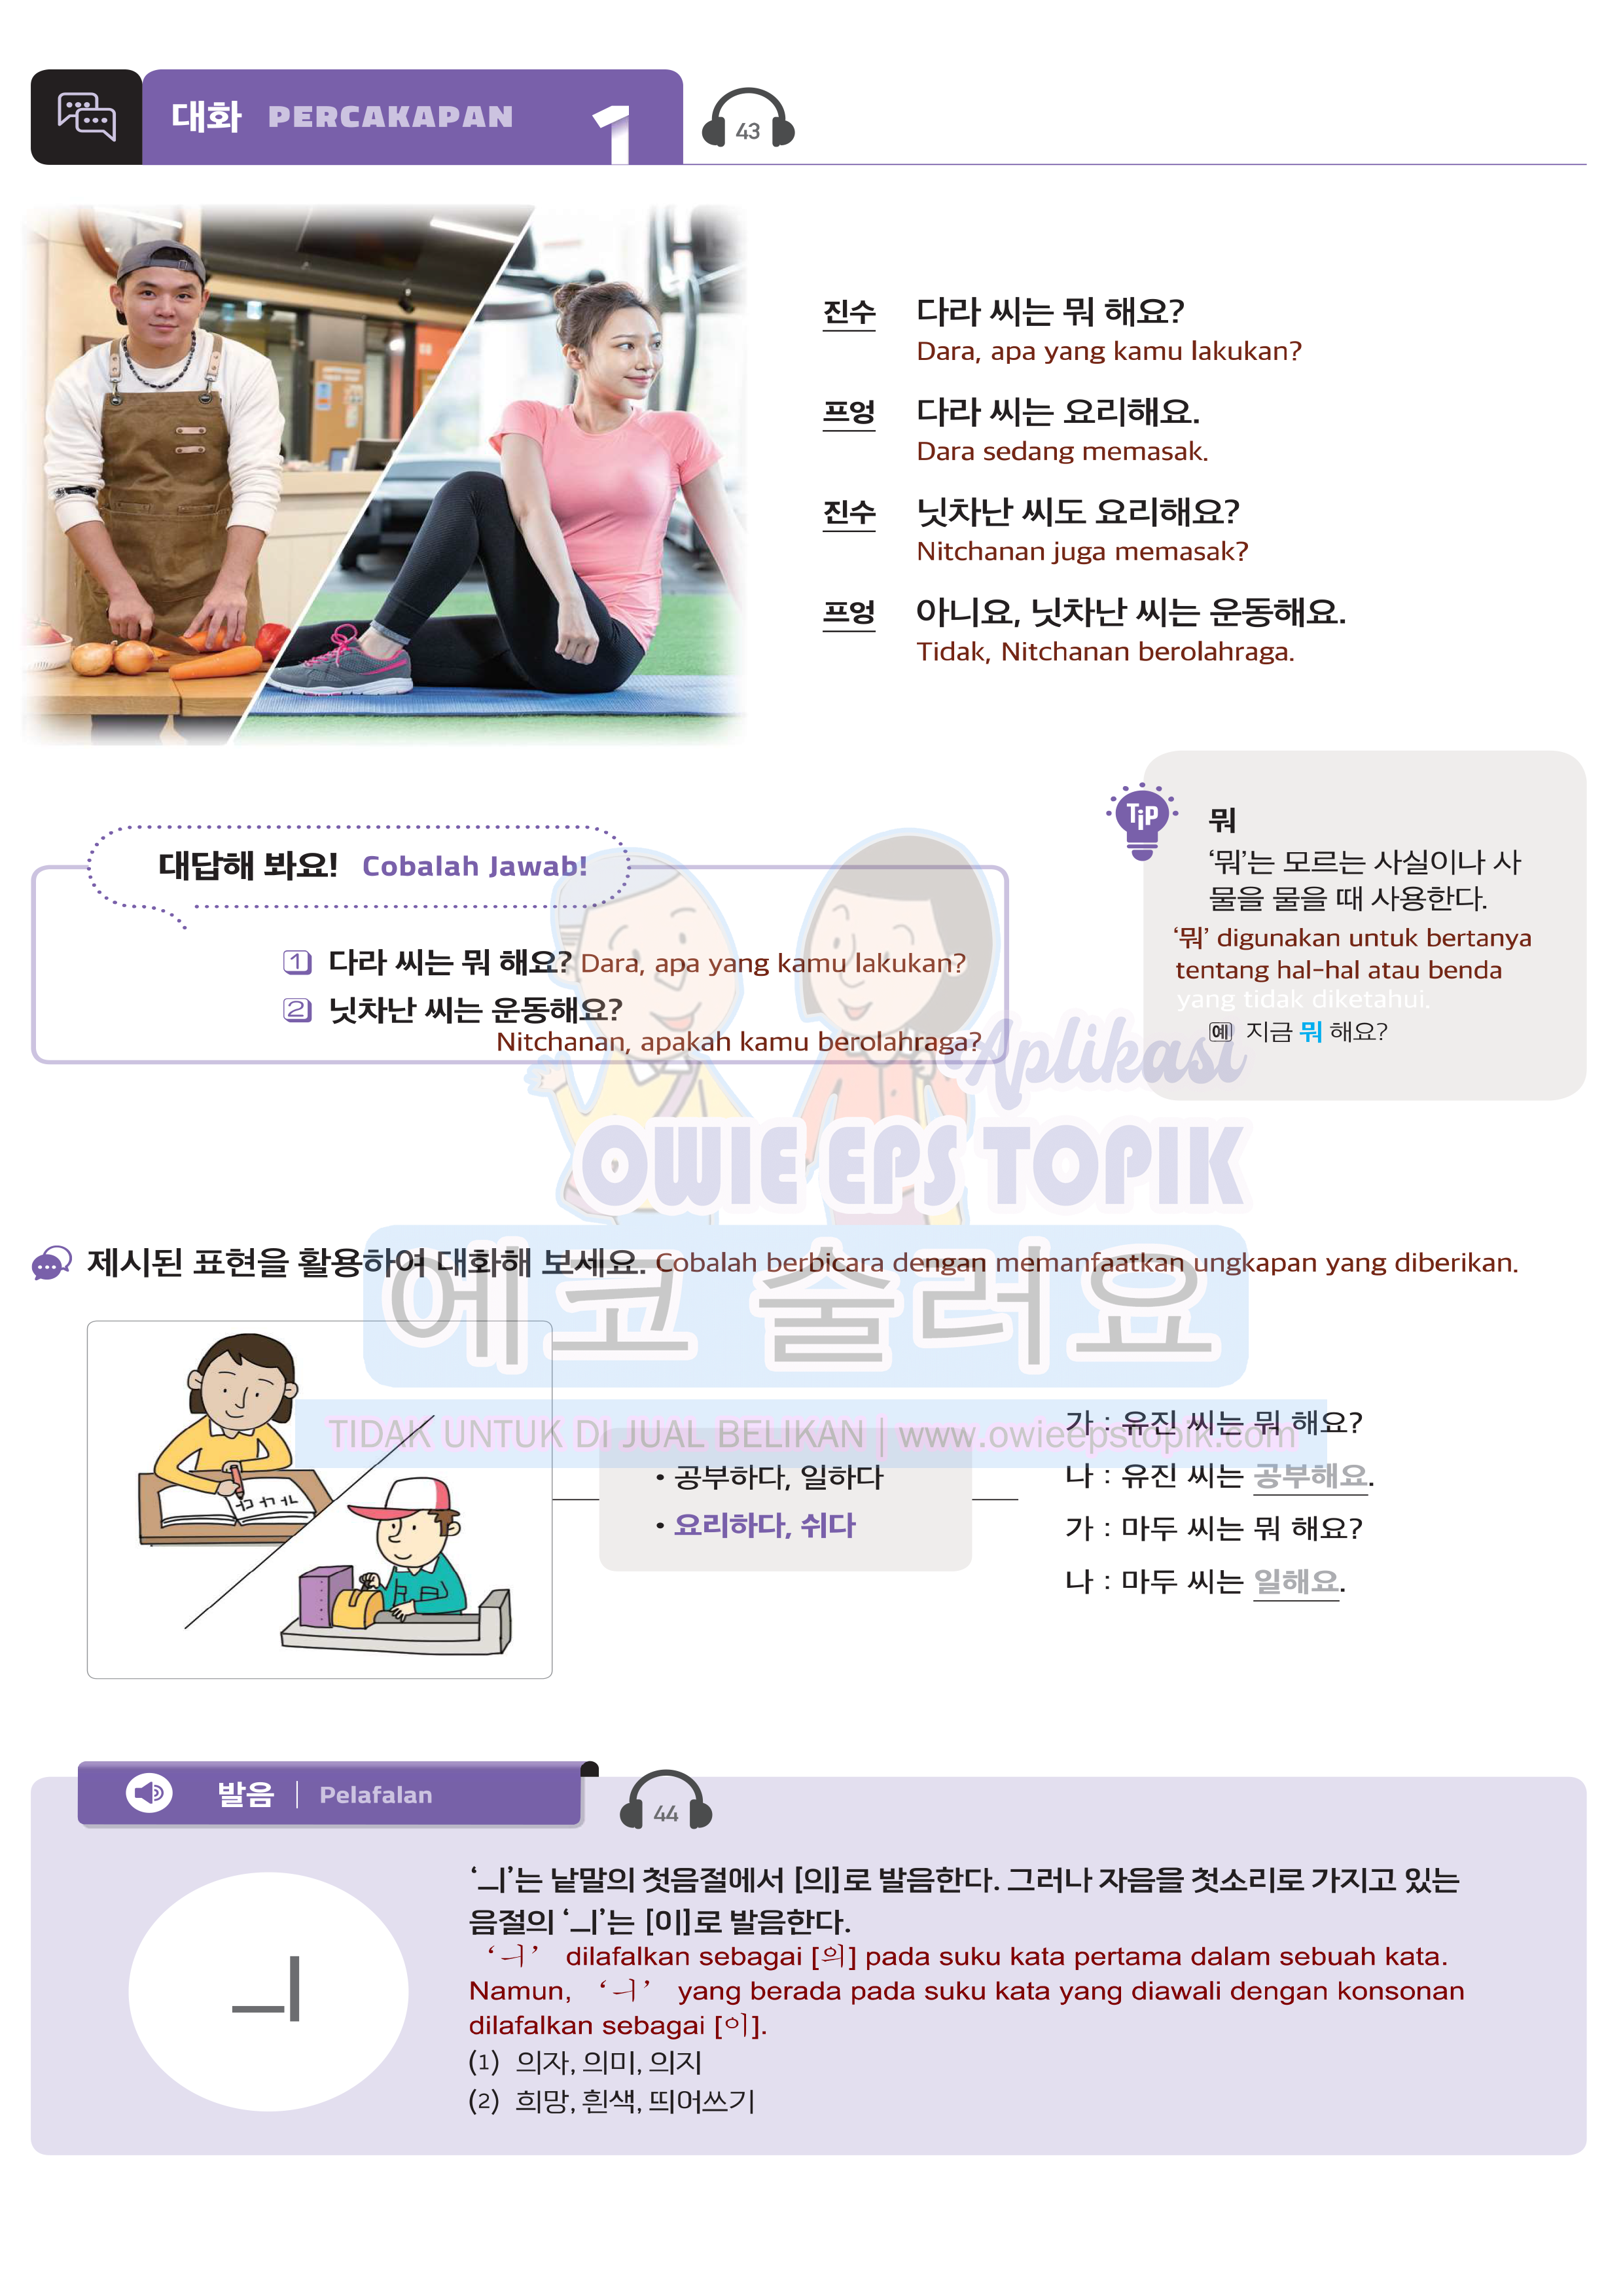 대화 PERCAKAPAN 1
43
진수 다라 씨는 뭐 해요?
Dara, apa yang kamu lakukan?
프엉 다라 씨는 요리해요.
Dara sedang memasak.
진수 닛차난 씨도 요리해요?
Nitchanan juga memasak?
프엉 아니요, 닛차난 씨는 운동해요.
Tidak, Nitchanan berolahraga.
대답해 봐요! Cobalah Jawab!
1 다라 씨는 뭐 해요? Dara, apa yang kamu lakukan?
2 닛차난 씨는 운동해요?
Nitchanan, apakah kamu berolahraga?
Tip
뭐
‘뭐’는 모르는 사실이나 사
물을 물을 때 사용한다.
‘뭐’ digunakan untuk bertanya
tentang hal-hal atau benda
yang tidak diketahui.
예 지금 뭐 해요?
Aplikasi
OWIE EPS TOPIK
제시된 표현을 활용하여 대화해 보세요. Cobalah berbicara dengan memanfaatkan ungkapan yang diberikan.
에코 술러요
TIDAK UNTUK DI JUAL BELIKAN | www.owieepstopik.com
• 공부하다, 일하다
• 요리하다, 쉬다
가 : 유진 씨는 뭐 해요?
나 : 유진 씨는 공부해요.
가 : 마두 씨는 뭐 해요?
나 : 마두 씨는 일해요.
발음 | Pelafalan
44
ㅢ
‘ㅢ’는 낱말의 첫음절에서 [의]로 발음한다. 그러나 자음을 첫소리로 가지고 있는
음절의 ‘ㅢ’는 [이]로 발음한다.
‘ㅢ’ dilafalkan sebagai [의] pada suku kata pertama dalam sebuah kata.
Namun, ‘ㅢ’ yang berada pada suku kata yang diawali dengan konsonan
dilafalkan sebagai [이].
(1) 의자, 의미, 의지
(2) 희망, 흰색, 띄어쓰기